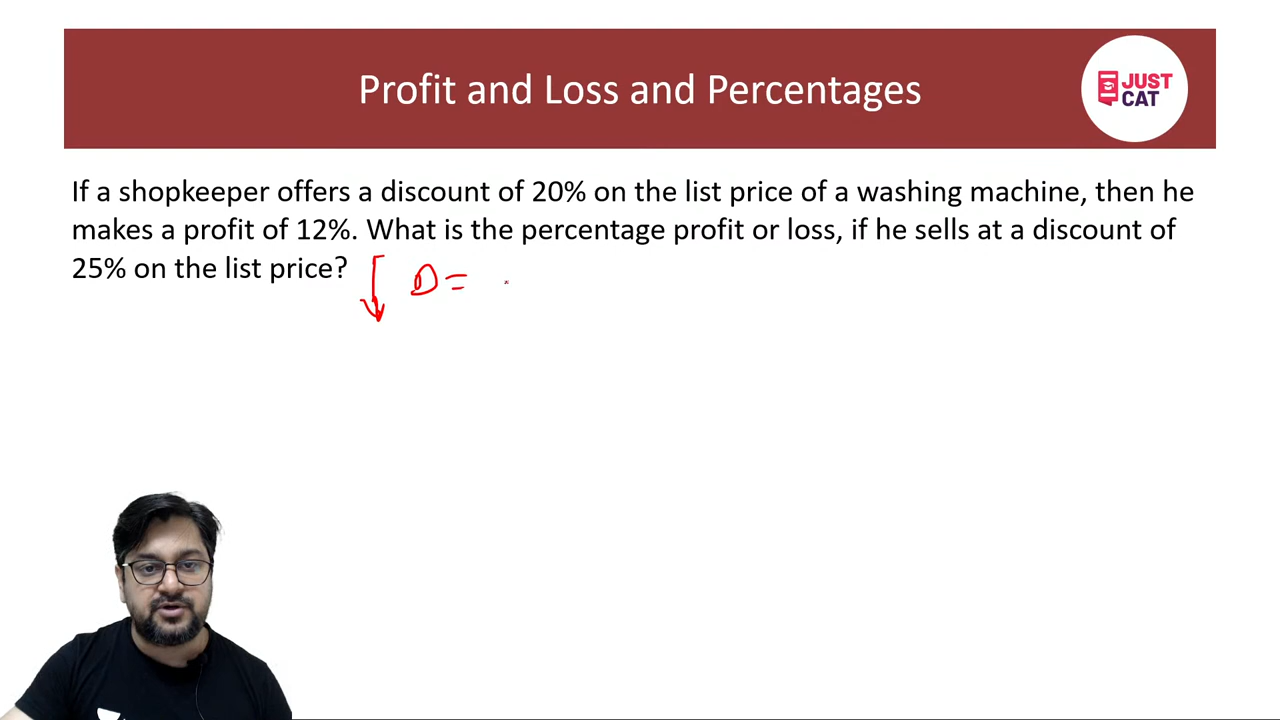 Profit and Loss and Percentages
JUST
CAT
If a shopkeeper offers a discount of 20% on the list price of a washing machine, then he
makes a profit of 12%. What is the percentage profit or loss, if he sells at a discount of
25% on the list price?
D =